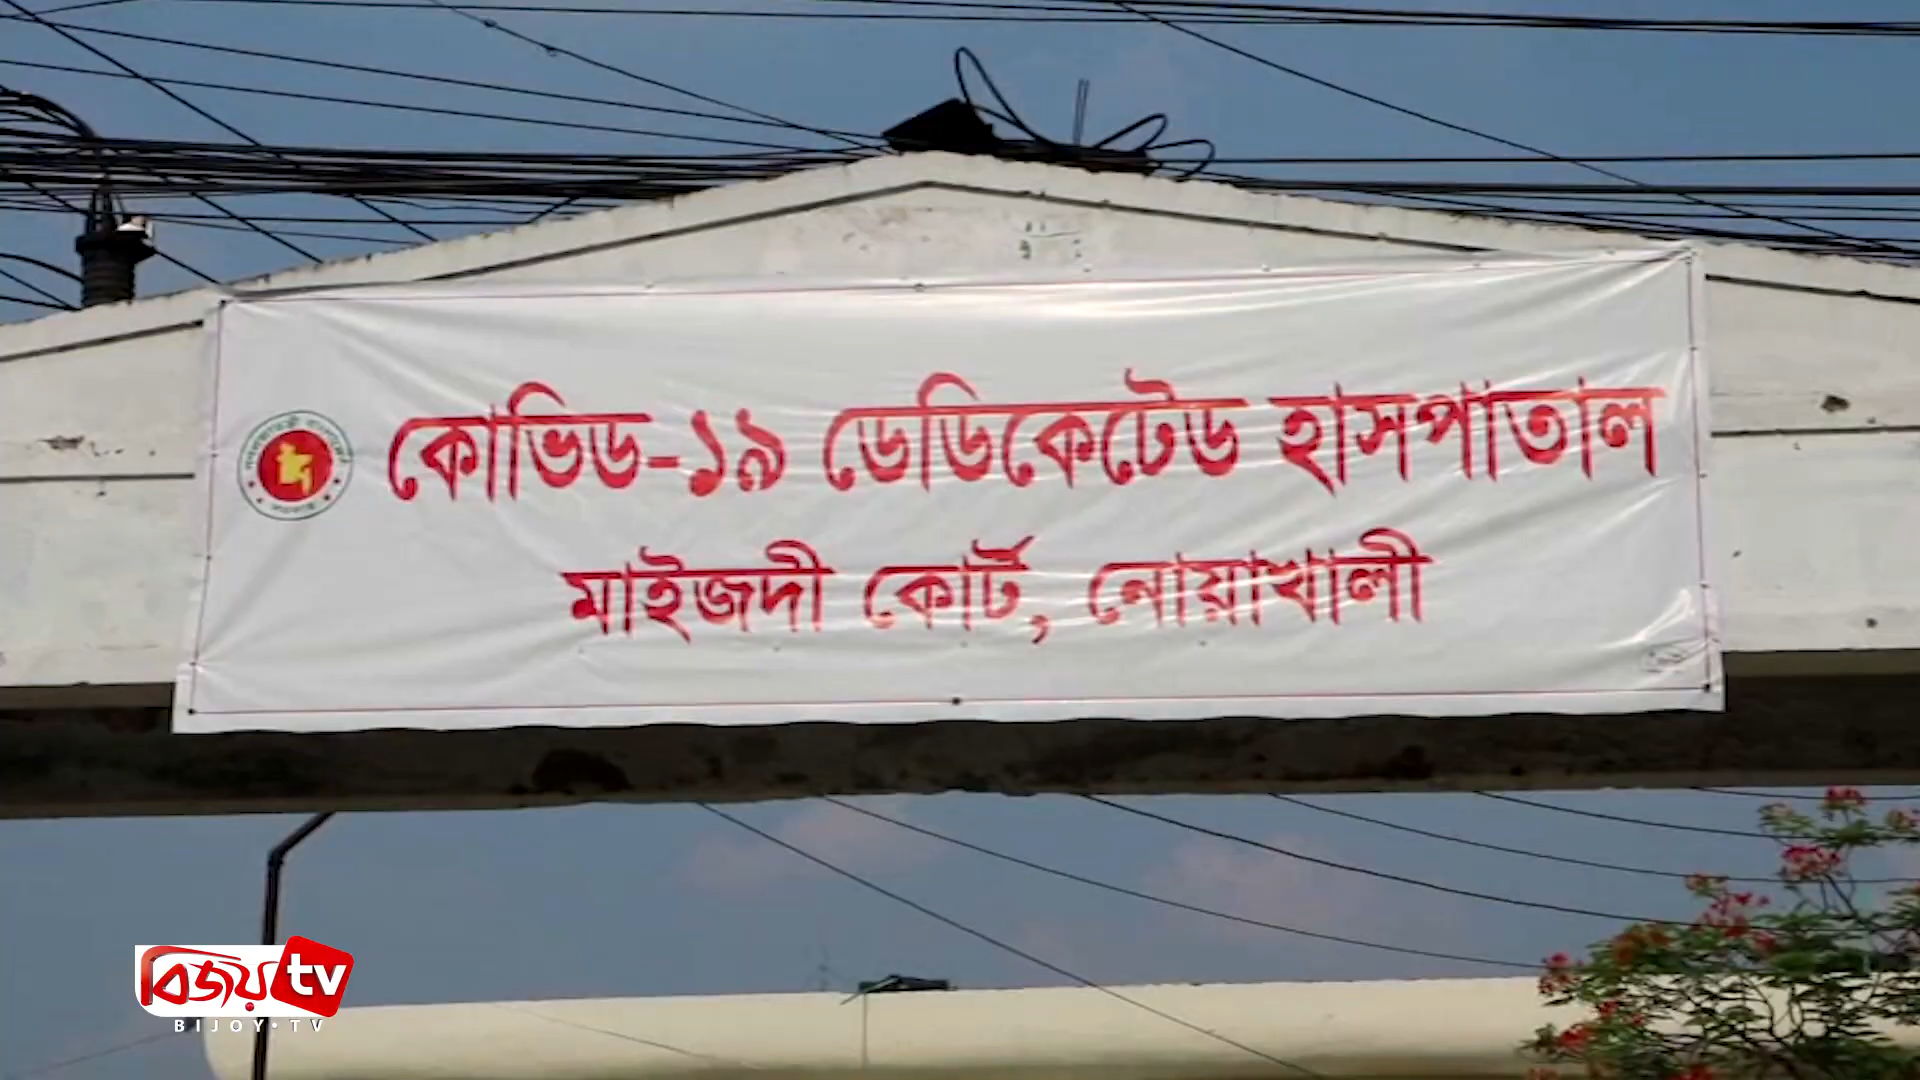 কোভিড-১৯ ডেডিকেটেড হাসপাতাল
মাইজদী কোর্ট, নোয়াখালী
বিজয় tv
BIJOY•TV